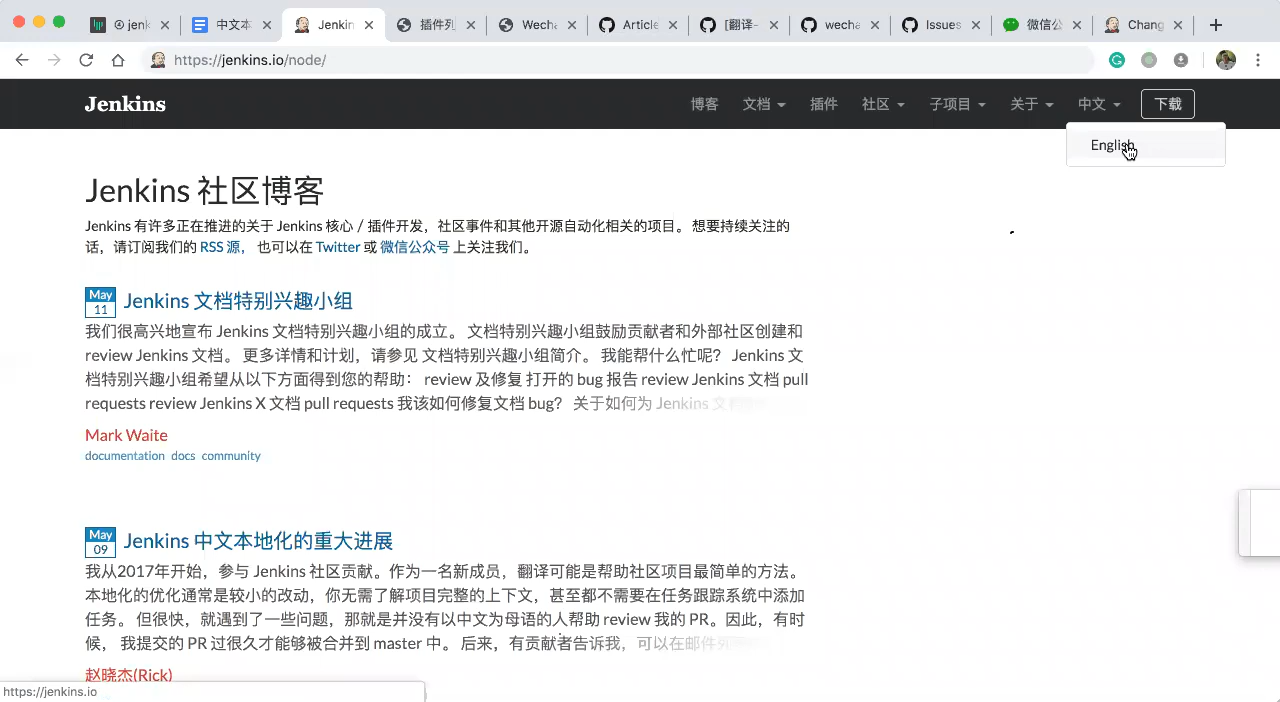 @ jenk
中文本
Jenkin
插件列
Wecha
Article
[翻译-
wecha
Issues
微信公
Chang
https://jenkins.io/node/
Jenkins
博客 文档 插件 社区 子项目 关于 中文 下载
English
Jenkins 社区博客
Jenkins 有许多正在推进的关于 Jenkins 核心 / 插件开发，社区事件和其他开源自动化相关的项目。 想要持续关注的
话，请订阅我们的 RSS 源， 也可以在 Twitter 或 微信公众号 上关注我们。
May
11
Jenkins 文档特别兴趣小组
我们很高兴地宣布 Jenkins 文档特别兴趣小组的成立。 文档特别兴趣小组鼓励贡献者和外部社区创建和
review Jenkins 文档。 更多详情和计划，请参见 文档特别兴趣小组简介。 我能帮什么忙呢？ Jenkins 文
档特别兴趣小组希望从以下方面得到您的帮助： review 及修复 打开的 bug 报告 review Jenkins 文档 pull
requests review Jenkins X 文档 pull requests 我该如何修复文档 bug？ 关于如何为 Jenkins 文
Mark Waite
documentation docs community
May
09
Jenkins 中文本地化的重大进展
我从2017年开始，参与 Jenkins 社区贡献。作为一名新成员，翻译可能是帮助社区项目最简单的方法。
本地化的优化通常是较小的改动，你无需了解项目完整的上下文，甚至都不需要在任务跟踪系统中添加
任务。 但很快，就遇到了一些问题，那就是并没有以中文为母语的人帮助 review 我的 PR。因此，有时
候， 我提交的 PR 过很久才能够被合并到 master 中。 后来，有贡献者告诉我，可以在邮件列
赵晓杰(Rick)
https://jenkins.io